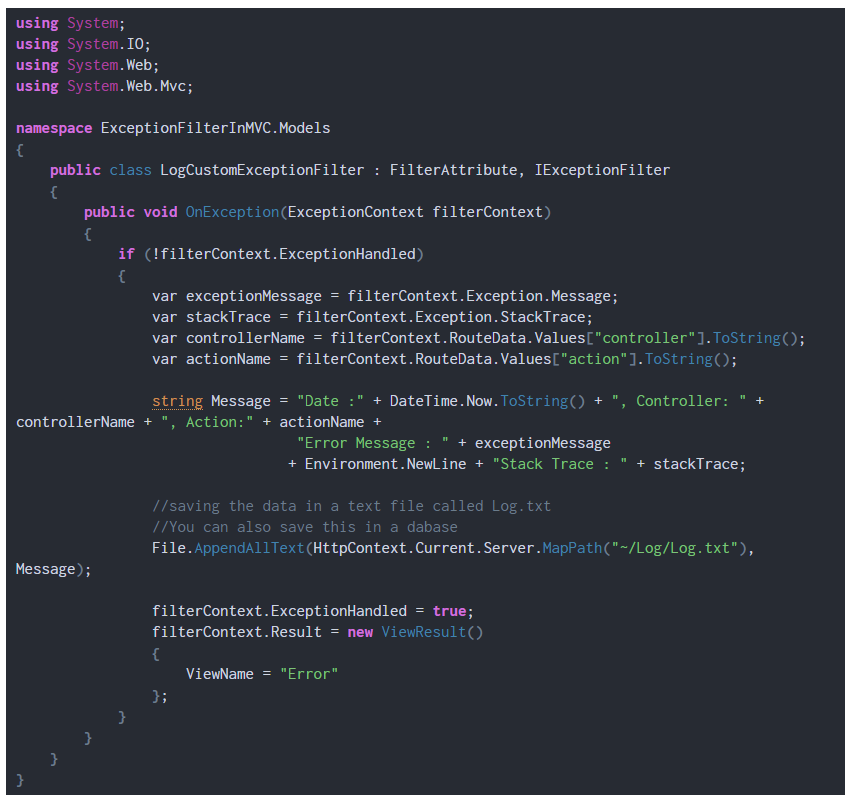 using System;
using System.IO;
using System.Web;
using System.Web.Mvc;
namespace ExceptionFilterInMVC.Models
{
    public class LogCustomExceptionFilter : FilterAttribute, IExceptionFilter
    {
        public void OnException(ExceptionContext filterContext)
        {
            if (!filterContext.ExceptionHandled)
            {
                var exceptionMessage = filterContext.Exception.Message;
                var stackTrace = filterContext.Exception.StackTrace;
                var controllerName = filterContext.RouteData.Values["controller"].ToString();
                var actionName = filterContext.RouteData.Values["action"].ToString();
                string Message = "Date :" + DateTime.Now.ToString() + ", Controller: " +
controllerName + ", Action:" + actionName +
                                 "Error Message : " + exceptionMessage
                                + Environment.NewLine + "Stack Trace : " + stackTrace;
                //saving the data in a text file called Log.txt
                //You can also save this in a dabase
                File.AppendAllText(HttpContext.Current.Server.MapPath("~/Log/Log.txt"),
Message);
                filterContext.ExceptionHandled = true;
                filterContext.Result = new ViewResult()
                {
                    ViewName = "Error"
                };
            }
        }
    }
}